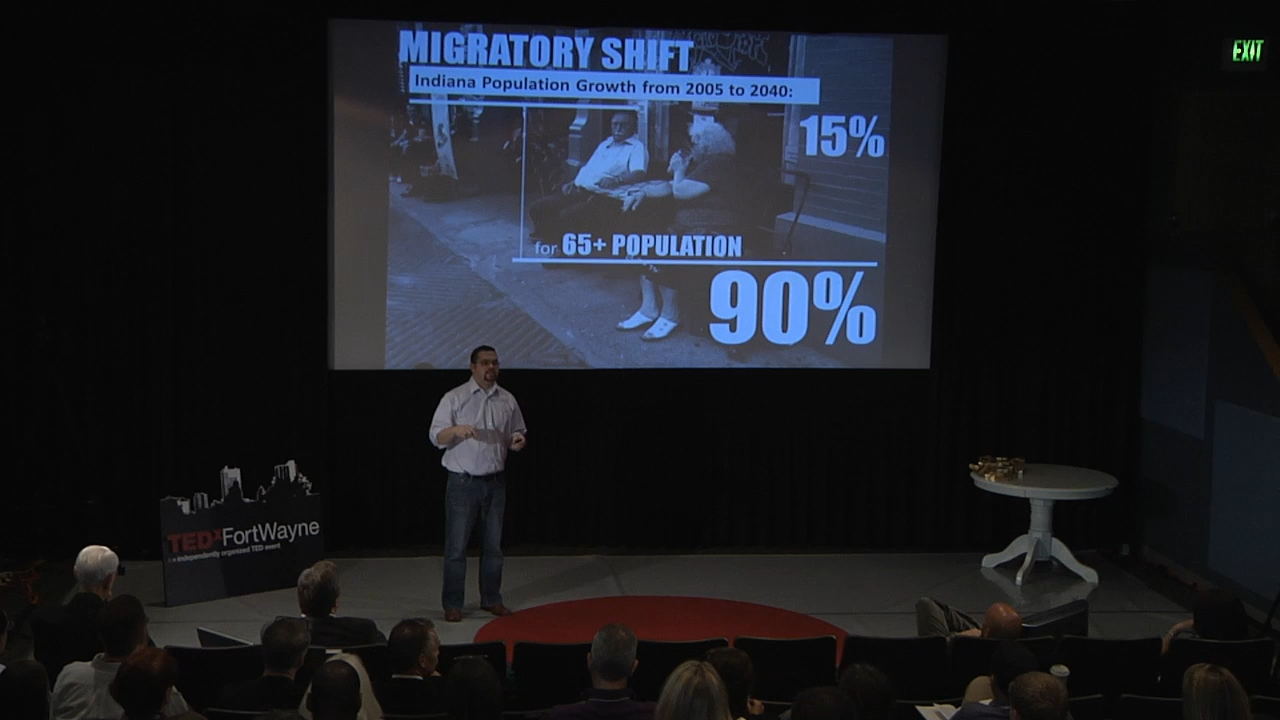 MIGRATORY SHIFT
Indiana Population Growth from 2005 to 2040:
15%
for 65+ POPULATION
90%
EXIT
TEDxFortWayne
x = independently organized TED event